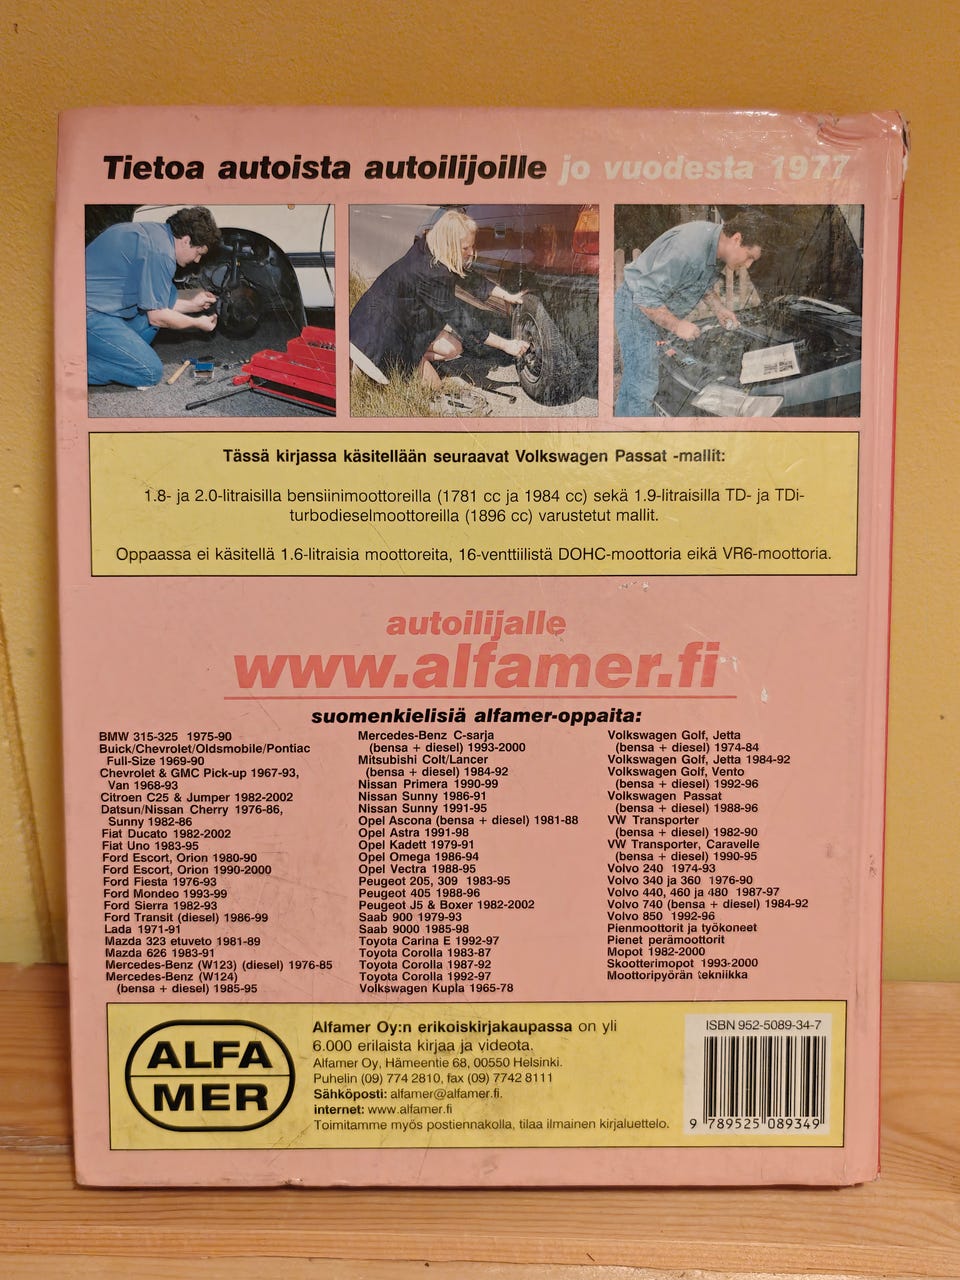 Tietoa autoista autoilijoille jo vuodesta 1977
Tässä kirjassa käsitellään seuraavat Volkswagen Passat -mallit:
1.8- ja 2.0-litraisilla bensiinimoottoreilla (1781 cc ja 1984 cc) sekä 1.9-litraisilla TD- ja TDi-
turbodieselmoottoreilla (1896 cc) varustetut mallit.
Oppaassa ei käsitellä 1.6-litraisia moottoreita, 16-venttiilistä DOHC-moottoria eikä VR6-moottoria.
autoilijalle
www.alfamer.fi
suomenkielisiä alfamer-oppaita:
BMW 315-325 1975-90
Buick/Chevrolet/Oldsmobile/Pontiac
Full-Size 1969-90
Chevrolet & GMC Pick-up 1967-93,
Van 1968-93
Citroen C25 & Jumper 1982-2002
Datsun/Nissan Cherry 1976-86,
Sunny 1982-86
Fiat Ducato 1982-2002
Fiat Uno 1983-95
Ford Escort, Orion 1980-90
Ford Escort, Orion 1990-2000
Ford Fiesta 1976-93
Ford Mondeo 1993-99
Ford Sierra 1982-93
Ford Transit (diesel) 1986-99
Lada 1971-91
Mazda 323 etuveto 1981-89
Mazda 626 1983-91
Mercedes-Benz (W123) (diesel) 1976-85
Mercedes-Benz (W124)
(bensa + diesel) 1985-95
Mercedes-Benz C-sarja
(bensa + diesel) 1993-2000
Mitsubishi Colt/Lancer
(bensa + diesel) 1984-92
Nissan Primera 1990-99
Nissan Sunny 1986-91
Nissan Sunny 1991-95
Opel Ascona (bensa + diesel) 1981-88
Opel Astra 1991-98
Opel Kadett 1979-91
Opel Omega 1986-94
Opel Vectra 1988-95
Peugeot 205, 309 1983-95
Peugeot 405 1988-96
Peugeot J5 & Boxer 1982-2002
Saab 900 1979-93
Saab 9000 1985-98
Toyota Carina E 1992-97
Toyota Corolla 1983-87
Toyota Corolla 1987-92
Toyota Corolla 1992-97
Volkswagen Kupla 1965-78
Volkswagen Golf, Jetta
(bensa + diesel) 1974-84
Volkswagen Golf, Jetta 1984-92
Volkswagen Golf, Vento
(bensa + diesel) 1992-96
Volkswagen Passat
(bensa + diesel) 1988-96
VW Transporter
(bensa + diesel) 1982-90
VW Transporter, Caravelle
(bensa + diesel) 1990-95
Volvo 240 1974-93
Volvo 340 ja 360 1976-90
Volvo 440, 460 ja 480 1987-97
Volvo 740 (bensa + diesel) 1984-92
Volvo 850 1992-96
Pienmoottorit ja työkoneet
Pienet perämoottorit
Mopot 1982-2000
Skootterimopot 1993-2000
Moottoripyörän tekniikka
ALFA
MER
Alfamer Oy:n erikoiskirjakaupassa on yli
6.000 erilaista kirjaa ja videota.
Alfamer Oy, Hämeentie 68, 00550 Helsinki.
Puhelin (09) 774 2810, fax (09) 7742 8111
Sähköposti: alfamer@alfamer.fi.
internet: www.alfamer.fi
Toimitamme myös postiennakolla, tilaa ilmainen kirjaluettelo.
ISBN 952-5089-34-7
9 789525 089349